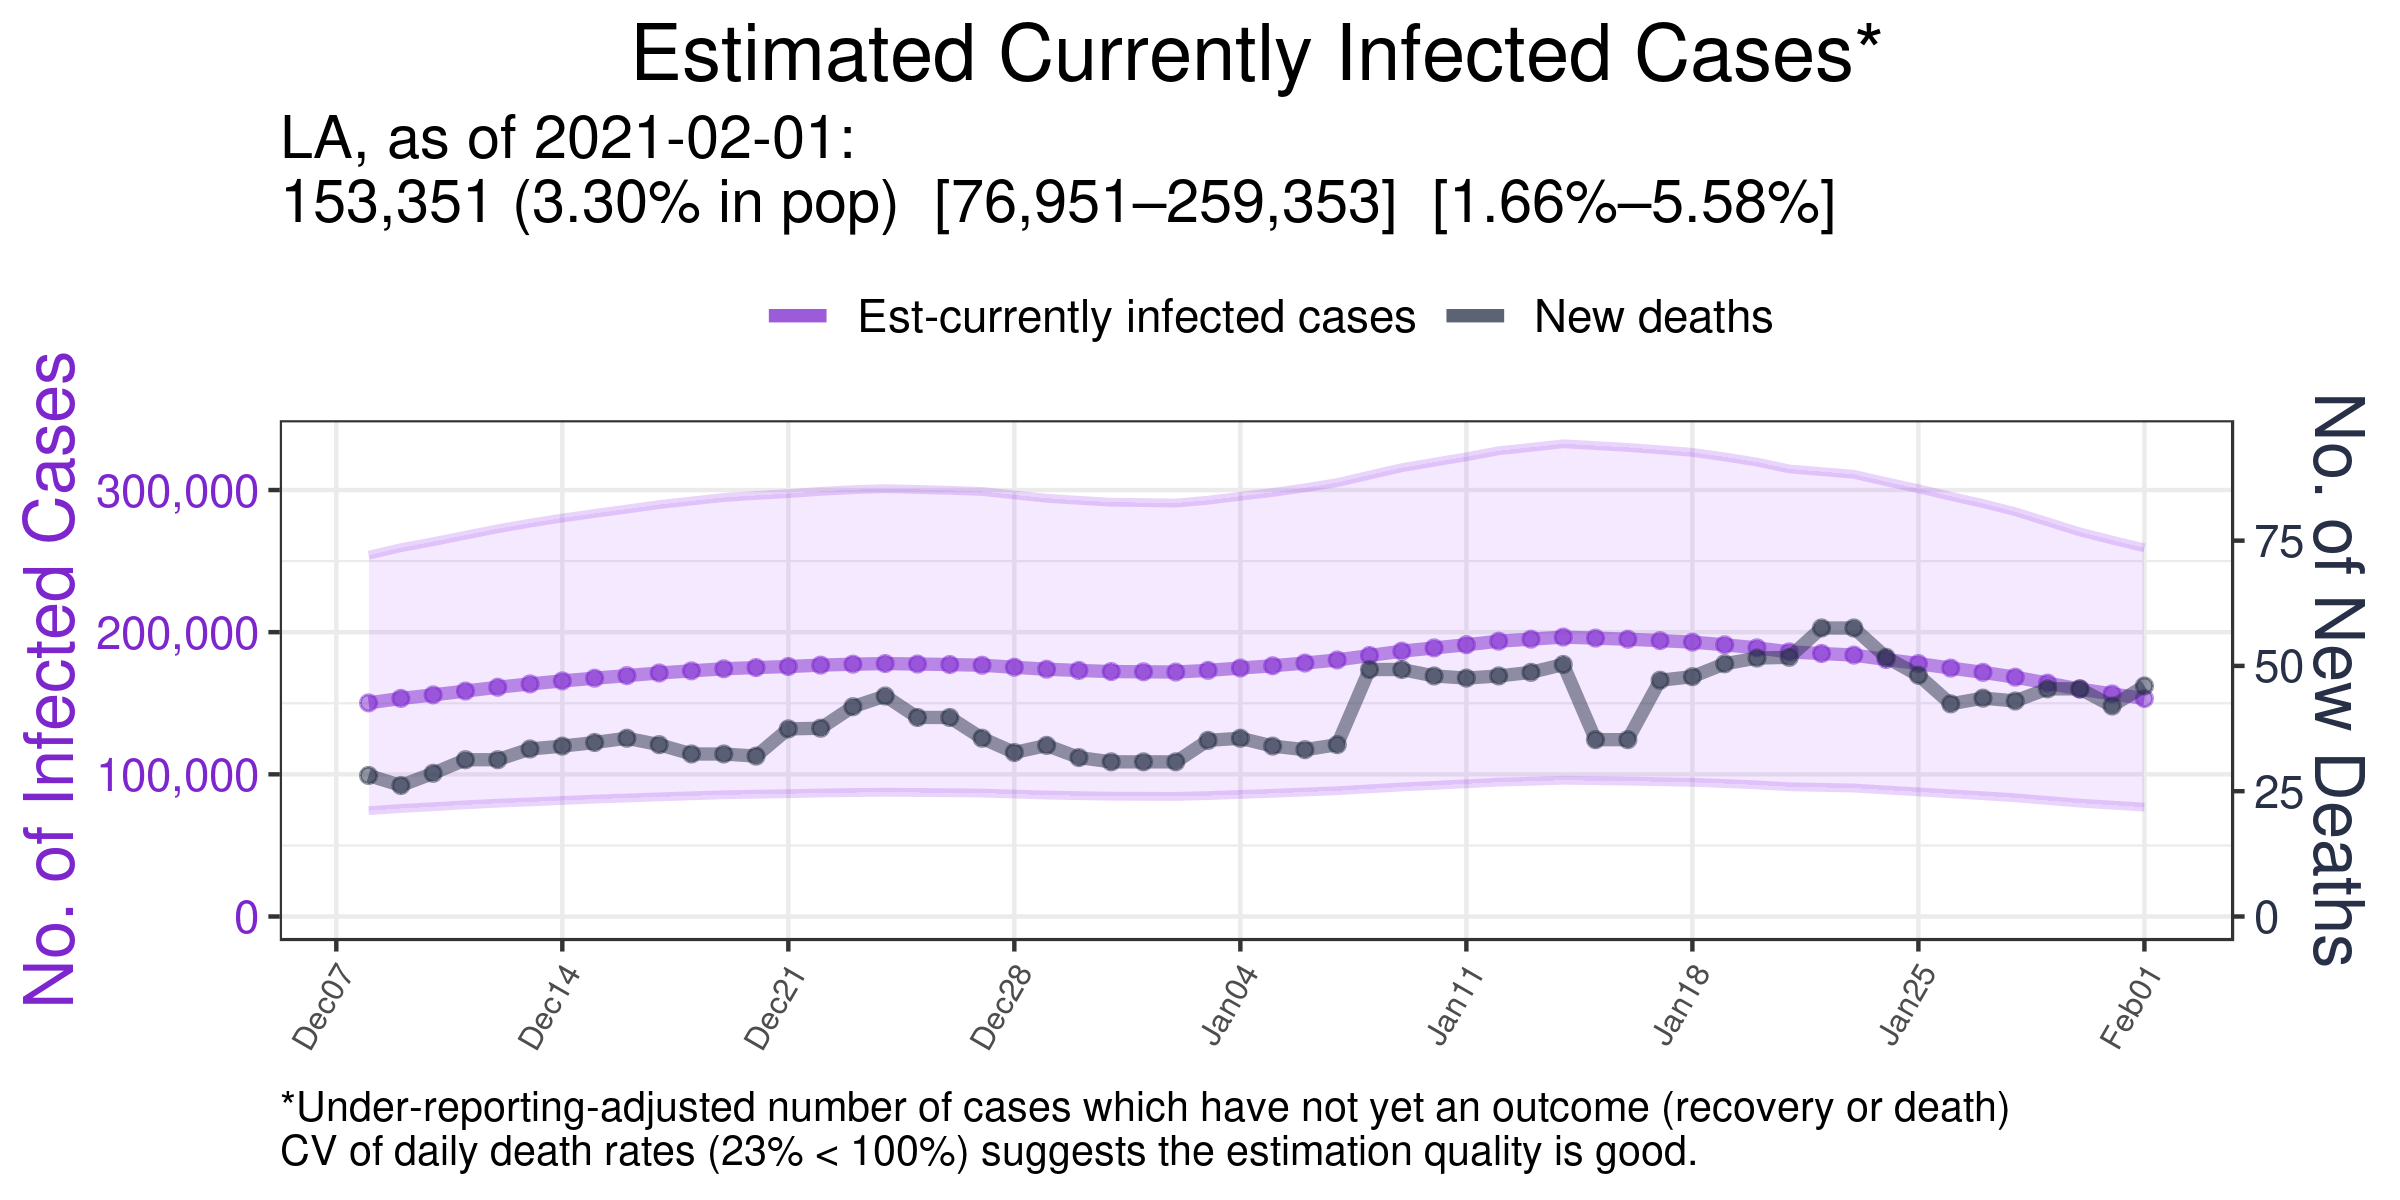 Estimated Currently Infected Cases*
LA, as of 2021-02-01:
153,351 (3.30% in pop)  [76,951–259,353]  [1.66%–5.58%]
Est-currently infected cases
New deaths
No. of Infected Cases
300,000
200,000
100,000
0
No. of New Deaths
75
50
25
0
Dec07
Dec14
Dec21
Dec28
Jan04
Jan11
Jan18
Jan25
Feb01
*Under-reporting-adjusted number of cases which have not yet an outcome (recovery or death)
CV of daily death rates (23% < 100%) suggests the estimation quality is good.